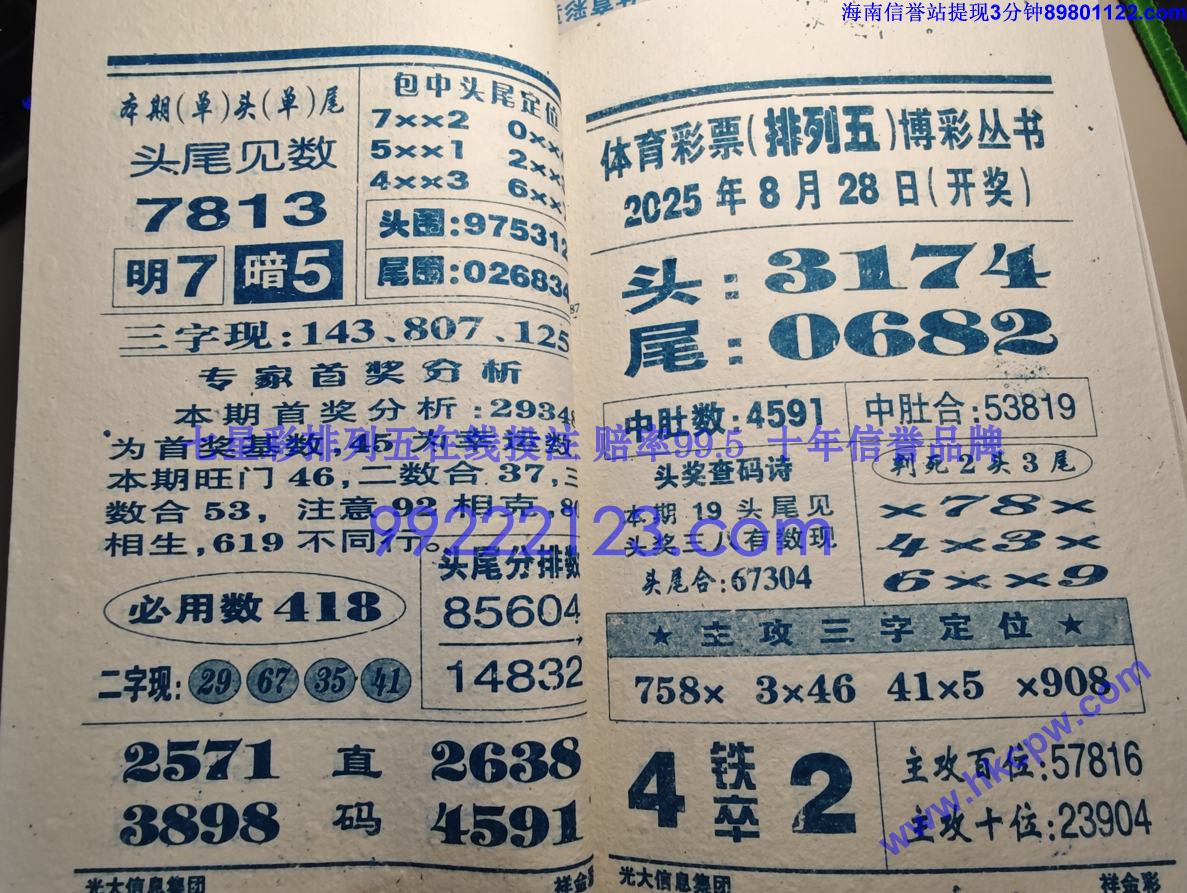 海南信誉站提现3分钟89801122.com
本期(单)头(单)尾
头尾见数
7813
明7 暗5
包中头尾定位
7××2 0××
5××1 2××
4××3 6××
头围:975312
尾围:026834
三字现:143、807、125
专家首奖分析
本期首奖分析:2934
为首奖基数,45为幸运数
本期旺门46,二数合37,三
数合53,注意92相克,8
相生,619不同行。
必用数418
二字现:29 67 35 41
头尾分排数
85604
14832
2571 直 2638
3898 码 4591
光大信息集团
祥金
体育彩票(排列五)博彩丛书
2025年8月28日(开奖)
头:3174
尾:0682
中肚数:4591
中肚合:53819
七星彩排列五在线投注 赔率99.5 十年信誉品牌
头奖查码诗
本期19头尾见
头奖三八有数现
头尾合:67304
判死2头3尾
×78×
4×3×
6××9
99222123.com
★主攻三字定位★
758× 3×46 41×5 ×908
4 铁卒 2
主攻百位:57816
主攻十位:23904
www.hkcpw.com
光大信息集团
祥金彩